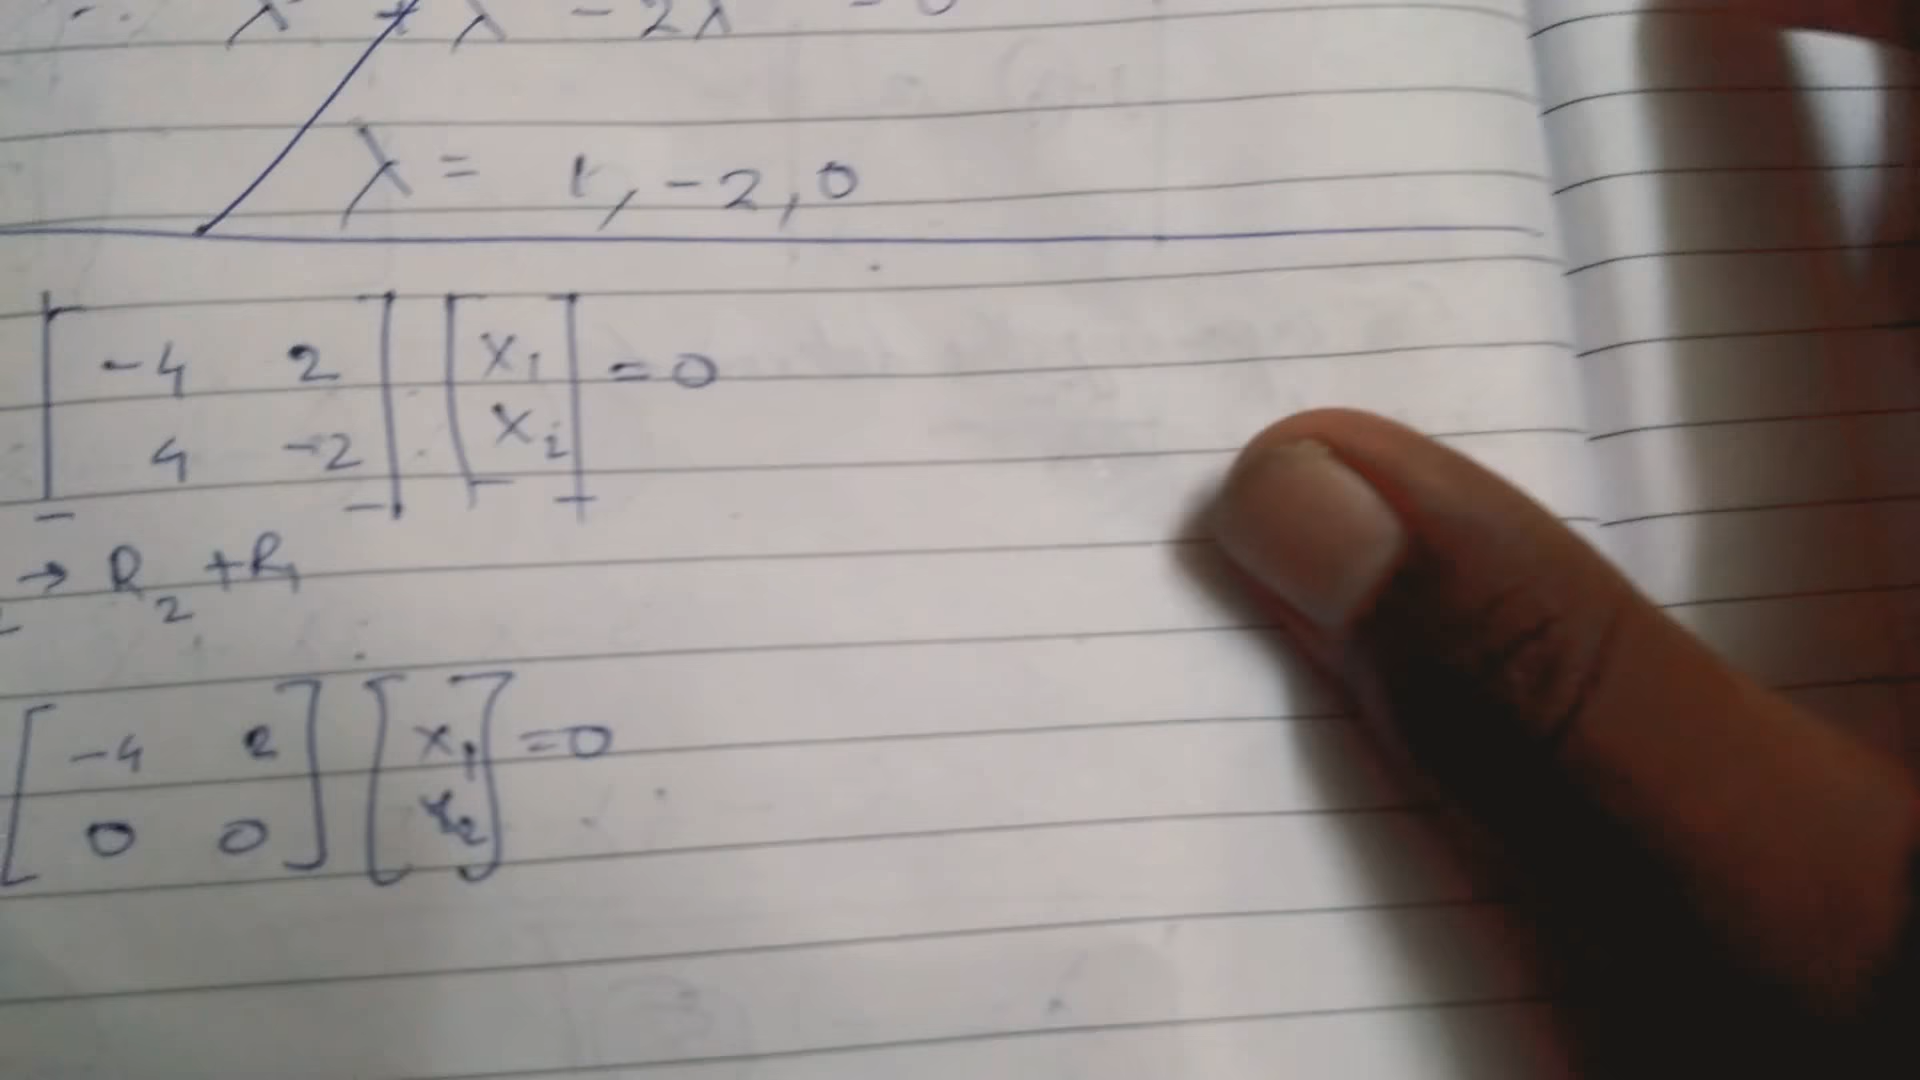 λ = 1, -2, 0
-4 2 x1 = 0
4 -2 x2
→ R2 + R1
-4 2 x1 = 0
0 0 x2